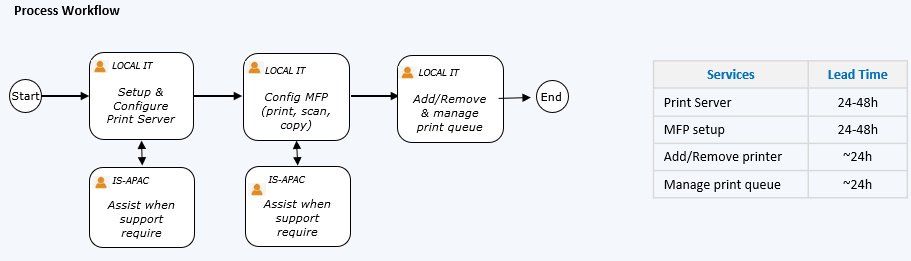 Process Workflow
Start
LOCAL IT
Setup &
Configure
Print Server
LOCAL IT
Config MFP
(print, scan,
copy)
LOCAL IT
Add/Remove
& manage
print queue
End
IS-APAC
Assist when
support
require
IS-APAC
Assist when
support
require
Services Lead Time
Print Server 24-48h
MFP setup 24-48h
Add/Remove printer ~24h
Manage print queue ~24h